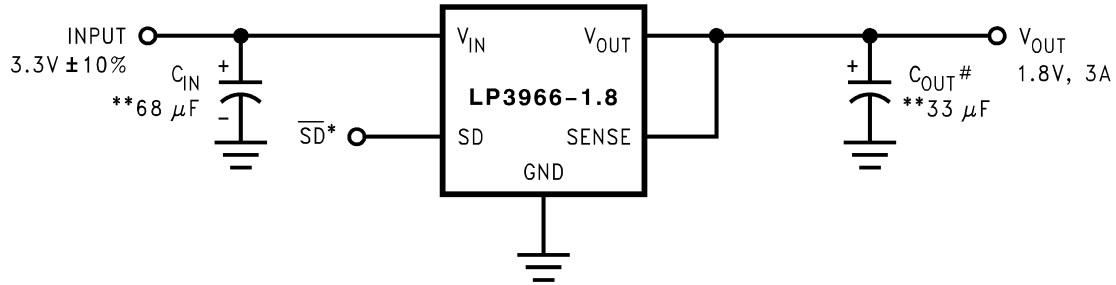 INPUT
3.3V ±10%
+
C_IN
**68 μF
−
S̅D̅*
V_IN
V_OUT
LP3966-1.8
SD
SENSE
GND
+
C_OUT#
**33 μF
V_OUT
1.8V, 3A